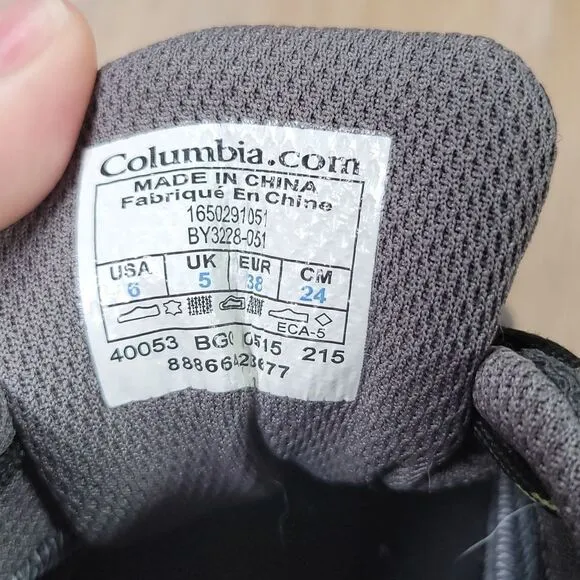 Columbia.com
MADE IN CHINA
Fabriqué En Chine
1650291051
BY3228-051
USA UK EUR CM
6 5 38 24
ECA-5
40053 0515 215